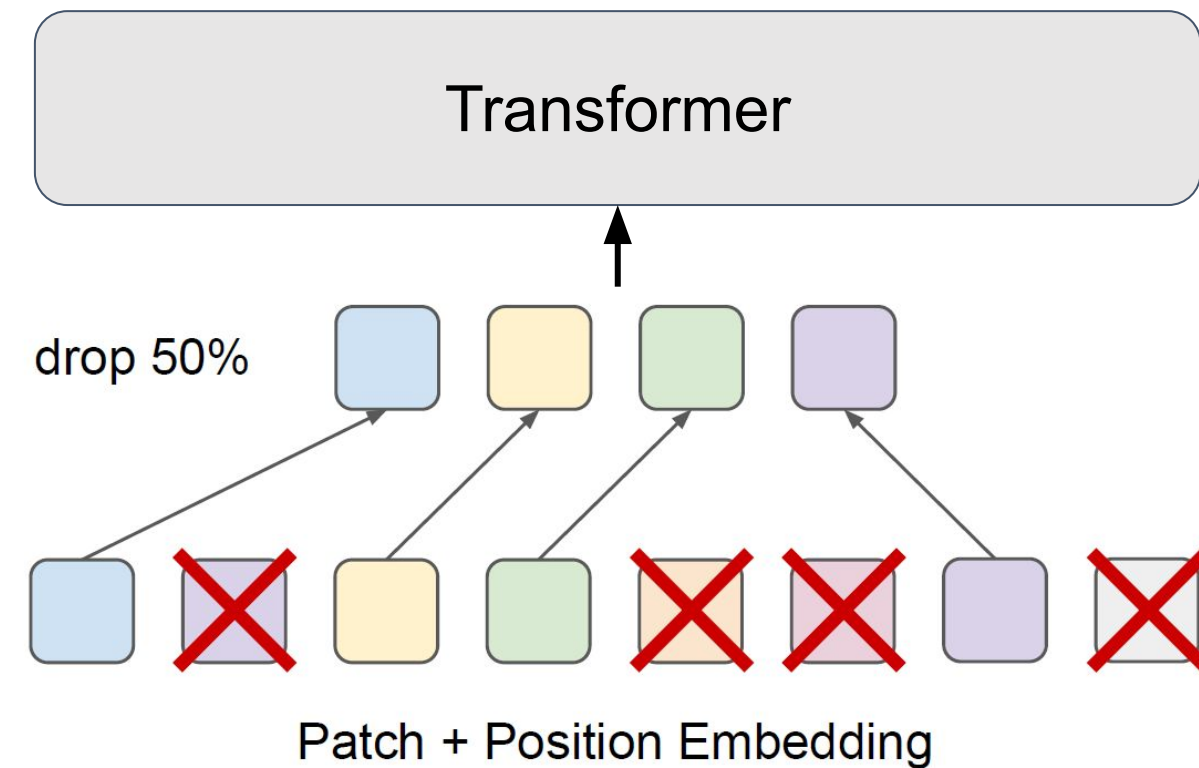 Transformer
drop 50%
Patch + Position Embedding